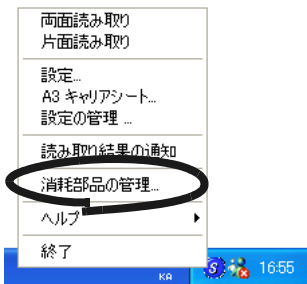 両面読み取り
片面読み取り
設定...
A3 キャリアシート...
設定の管理 ...
読み取り結果の通知
消耗部品の管理...
ヘルプ
終了
KA
S
16:55